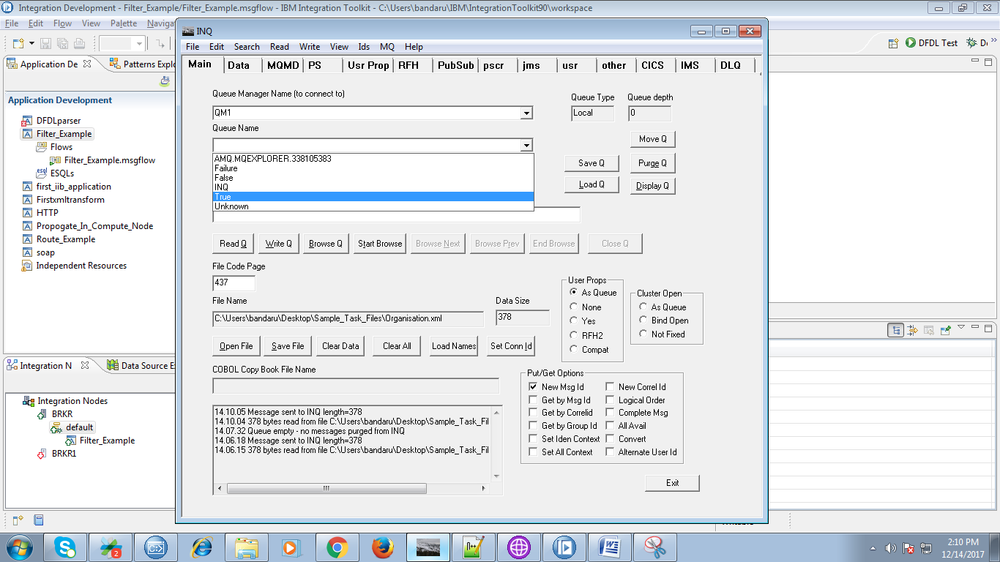 Integration Development - Filter_Example/Filter_Example.msgflow - IBM Integration Toolkit - C:\Users\bandaru\IBM\IntegrationToolkit90\workspace
File Edit Flow View Palette Naviga
INQ
File Edit Search Read Write View Ids MQ Help
DFDL Test
Application De
Patterns Explo
Main Data MQMD PS Usr Prop RFH PubSub pscr jms usr other CICS IMS DLQ
Application Development
DFDLparser
Filter_Example
Flows
Filter_Example.msgflow
ESQLs
first_iib_application
Firstxmltransform
HTTP
Propogate_In_Compute_Node
Route_Example
soap
Independent Resources
Queue Manager Name (to connect to)
QM1
Queue Type Queue depth
Local 0
Queue Name
AMQ.MQEXPLORER.338105383
Failure
False
INQ
True
Unknown
Move Q
Save Q Purge Q
Load Q Display Q
Read Q Write Q Browse Q Start Browse Browse Next Browse Prev End Browse Close Q
File Code Page
437
File Name
C:\Users\bandaru\Desktop\Sample_Task_Files\Organisation.xml
Data Size
378
User Props
As Queue
None
Yes
RFH2
Compat
Cluster Open
As Queue
Bind Open
Not Fixed
Open File Save File Clear Data Clear All Load Names Set Conn Id
COBOL Copy Book File Name
Put/Get Options
New Msg Id New Correl Id
Get by Msg Id Logical Order
Get by Correlid Complete Msg
Get by Group Id All Avail
Set Iden Context Convert
Set All Context Alternate User Id
14.10.05 Message sent to INQ length=378
14.10.04 378 bytes read from file C:\Users\bandaru\Desktop\Sample_Task_Fil
14.07.32 Queue empty - no messages purged from INQ
14.06.18 Message sent to INQ length=378
14.06.15 378 bytes read from file C:\Users\bandaru\Desktop\Sample_Task_Fil
Exit
Integration N
Data Source E
Integration Nodes
BRKR
default
Filter_Example
BRKR1
2:10 PM
12/14/2017